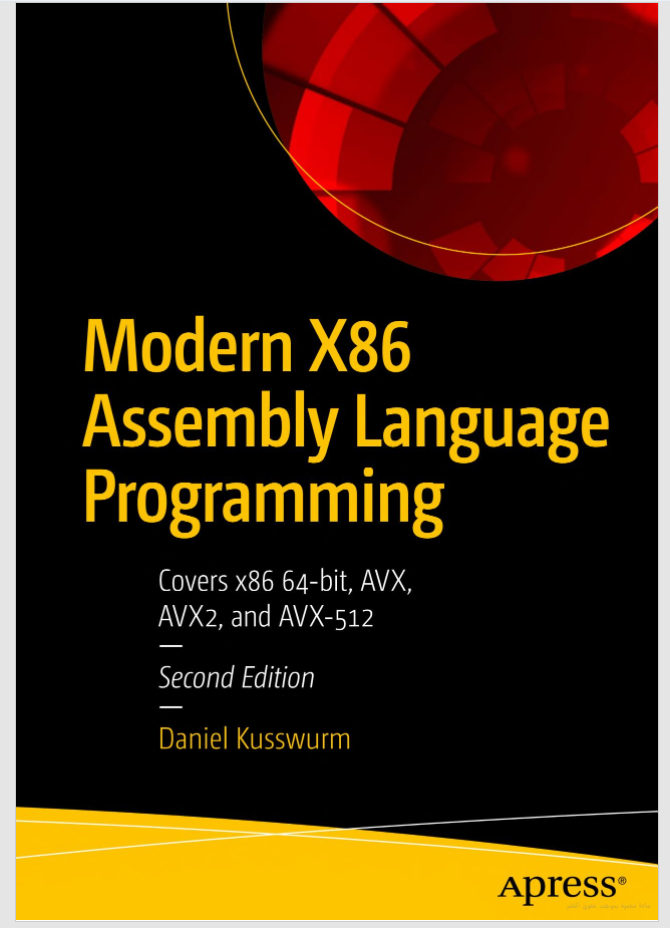 Modern X86
Assembly Language
Programming
Covers x86 64-bit, AVX,
AVX2, and AVX-512
Second Edition
Daniel Kusswurm
Apress®